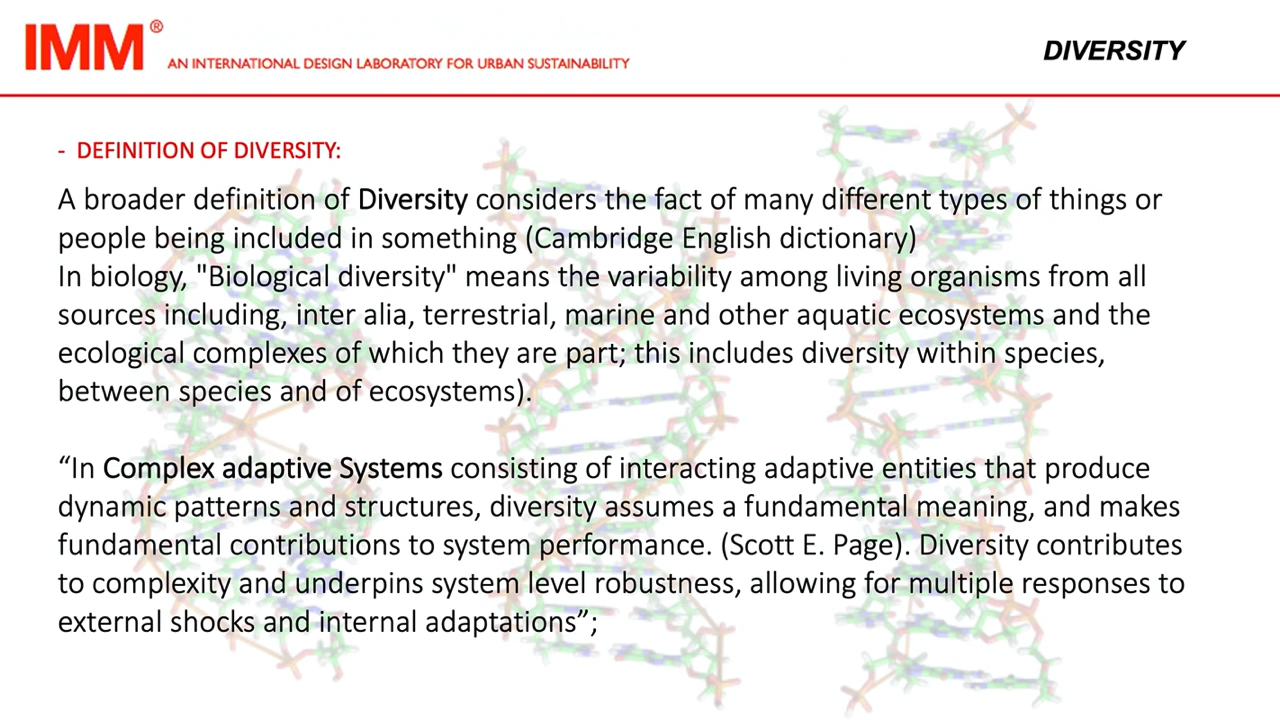 IMM®
AN INTERNATIONAL DESIGN LABORATORY FOR URBAN SUSTAINABILITY
DIVERSITY
- DEFINITION OF DIVERSITY:
A broader definition of Diversity considers the fact of many different types of things or
people being included in something (Cambridge English dictionary)
In biology, "Biological diversity" means the variability among living organisms from all
sources including, inter alia, terrestrial, marine and other aquatic ecosystems and the
ecological complexes of which they are part; this includes diversity within species,
between species and of ecosystems).
“In Complex adaptive Systems consisting of interacting adaptive entities that produce
dynamic patterns and structures, diversity assumes a fundamental meaning, and makes
fundamental contributions to system performance. (Scott E. Page). Diversity contributes
to complexity and underpins system level robustness, allowing for multiple responses to
external shocks and internal adaptations”;